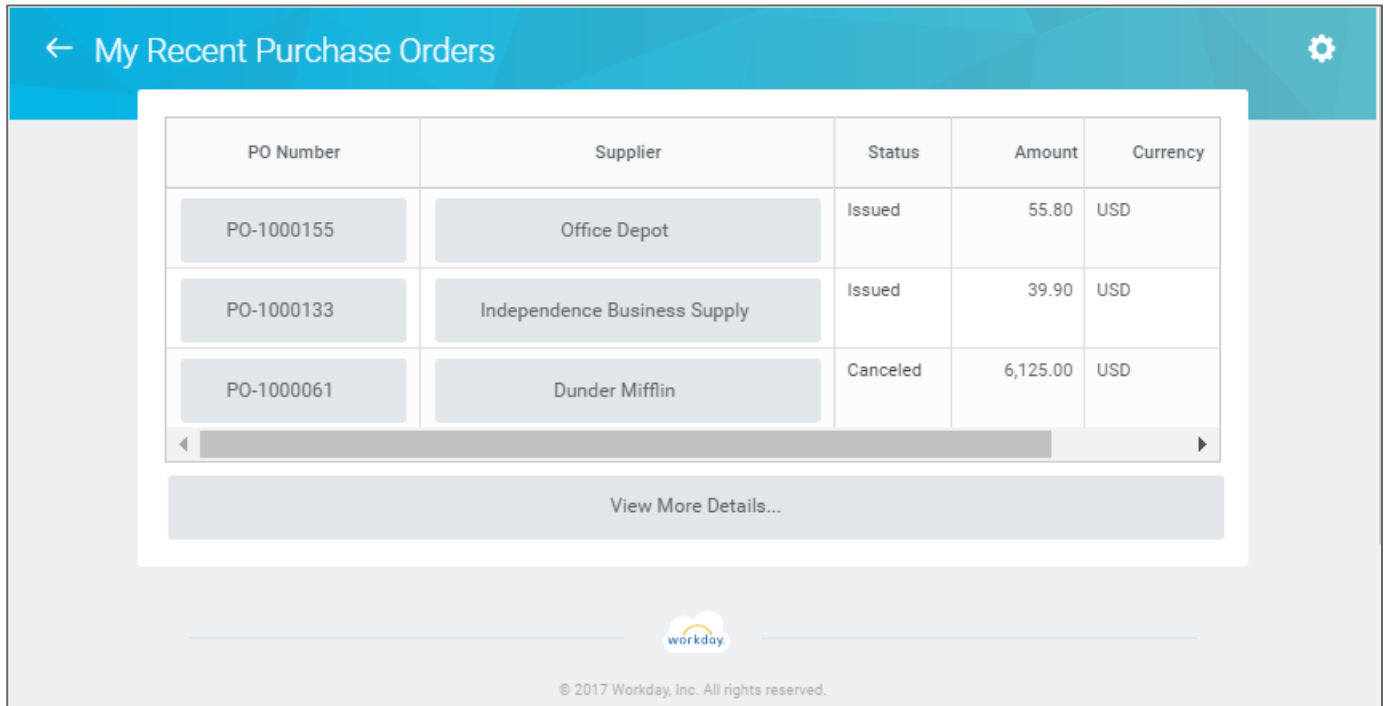 My Recent Purchase Orders
PO Number Supplier Status Amount Currency
PO-1000155 Office Depot Issued 55.80 USD
PO-1000133 Independence Business Supply Issued 39.90 USD
PO-1000061 Dunder Mifflin Canceled 6,125.00 USD
View More Details...
workday.
© 2017 Workday, Inc. All rights reserved.